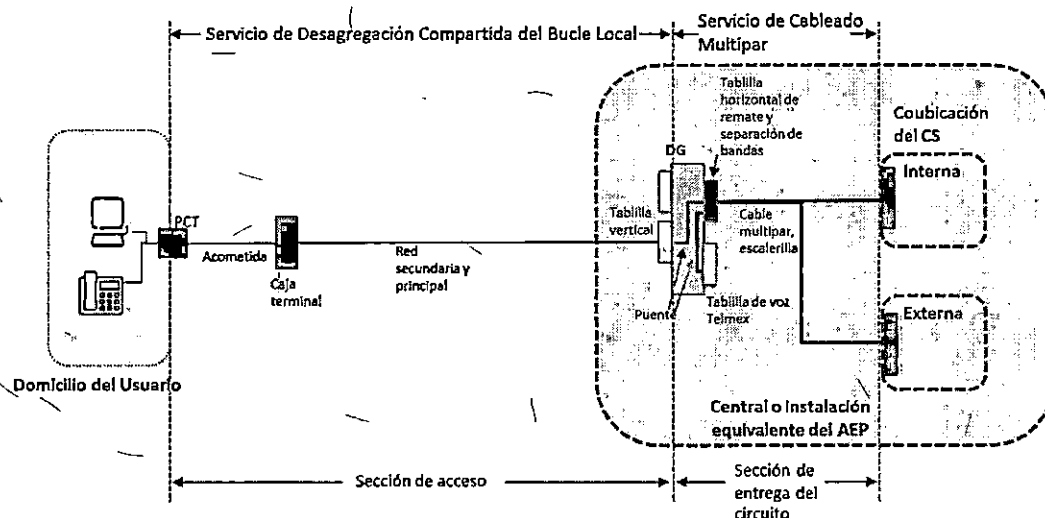 Servicio de Desagregación Compartida del Bucle Local
Servicio de Cableado
Multipar
Tablilla
horizontal de
remate y
separación de
bandas
Coubicación
del CS
DG
Interna
PCT
Tablilla
vertical
Cable
multipar,
escalerilla
Acometida
Red
secundaria y
principal
Caja
terminal
Puente
Tablilla de voz
Telmex
Externa
Domicilio del Usuario
Central o Instalación
equivalente del AEP
Sección de acceso
Sección de
entrega del
circuito